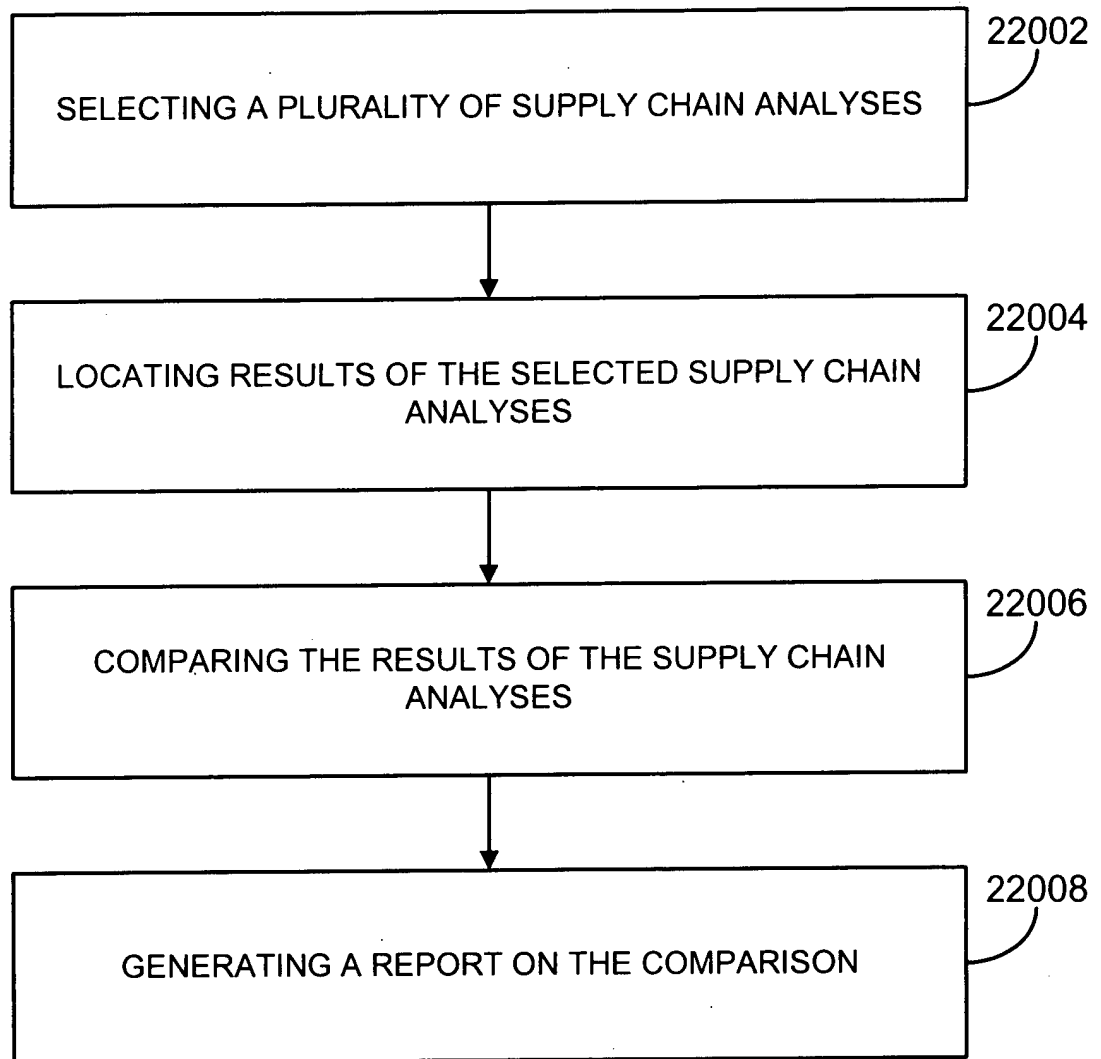 22002
SELECTING A PLURALITY OF SUPPLY CHAIN ANALYSES
22004
LOCATING RESULTS OF THE SELECTED SUPPLY CHAIN
ANALYSES
22006
COMPARING THE RESULTS OF THE SUPPLY CHAIN
ANALYSES
22008
GENERATING A REPORT ON THE COMPARISON